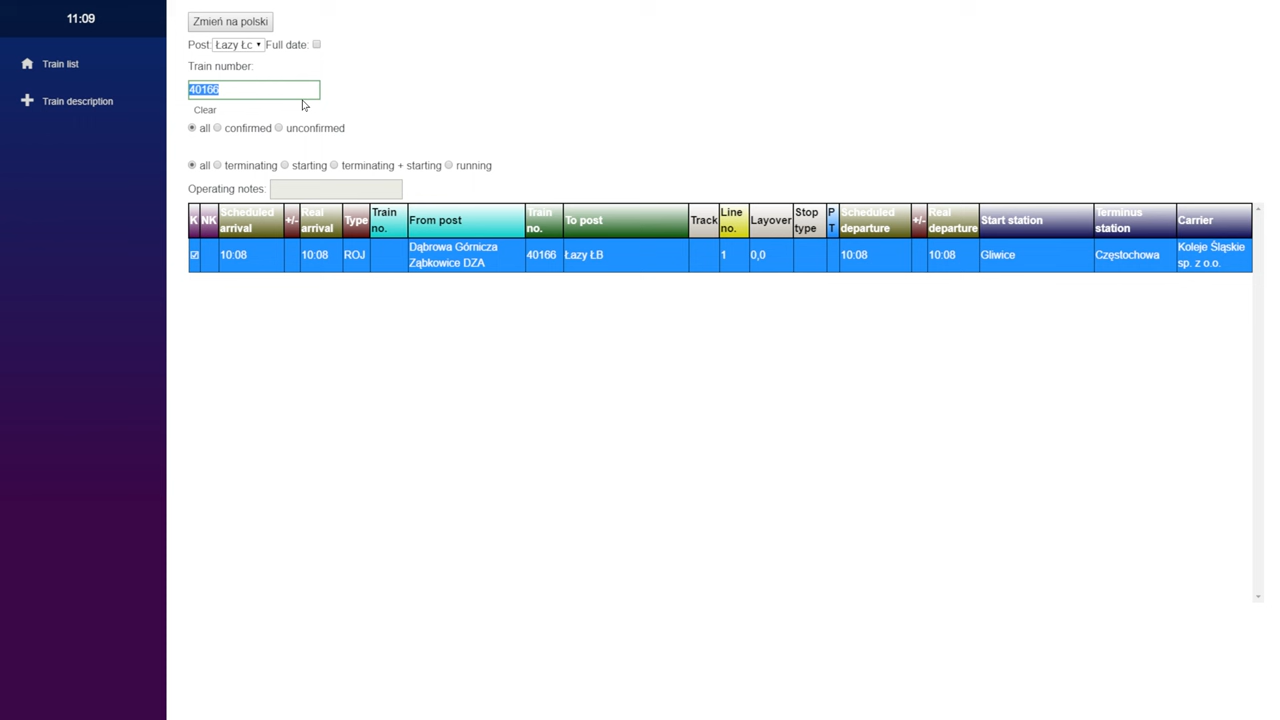 11:09
Train list
Train description
Zmień na polski
Post: Łazy Łc Full date:
Train number:
40166
Clear
all confirmed unconfirmed
all terminating starting terminating + starting running
Operating notes:
K NK Scheduled arrival +/- Real arrival Type Train no. From post Train no. To post Track Line no. Layover Stop type P T Scheduled departure +/- Real departure Start station Terminus station Carrier
10:08 10:08 ROJ Dąbrowa Górnicza Ząbkowice DZA 40166 Łazy ŁB 1 0,0 10:08 10:08 Gliwice Częstochowa Koleje Śląskie sp. z o.o.